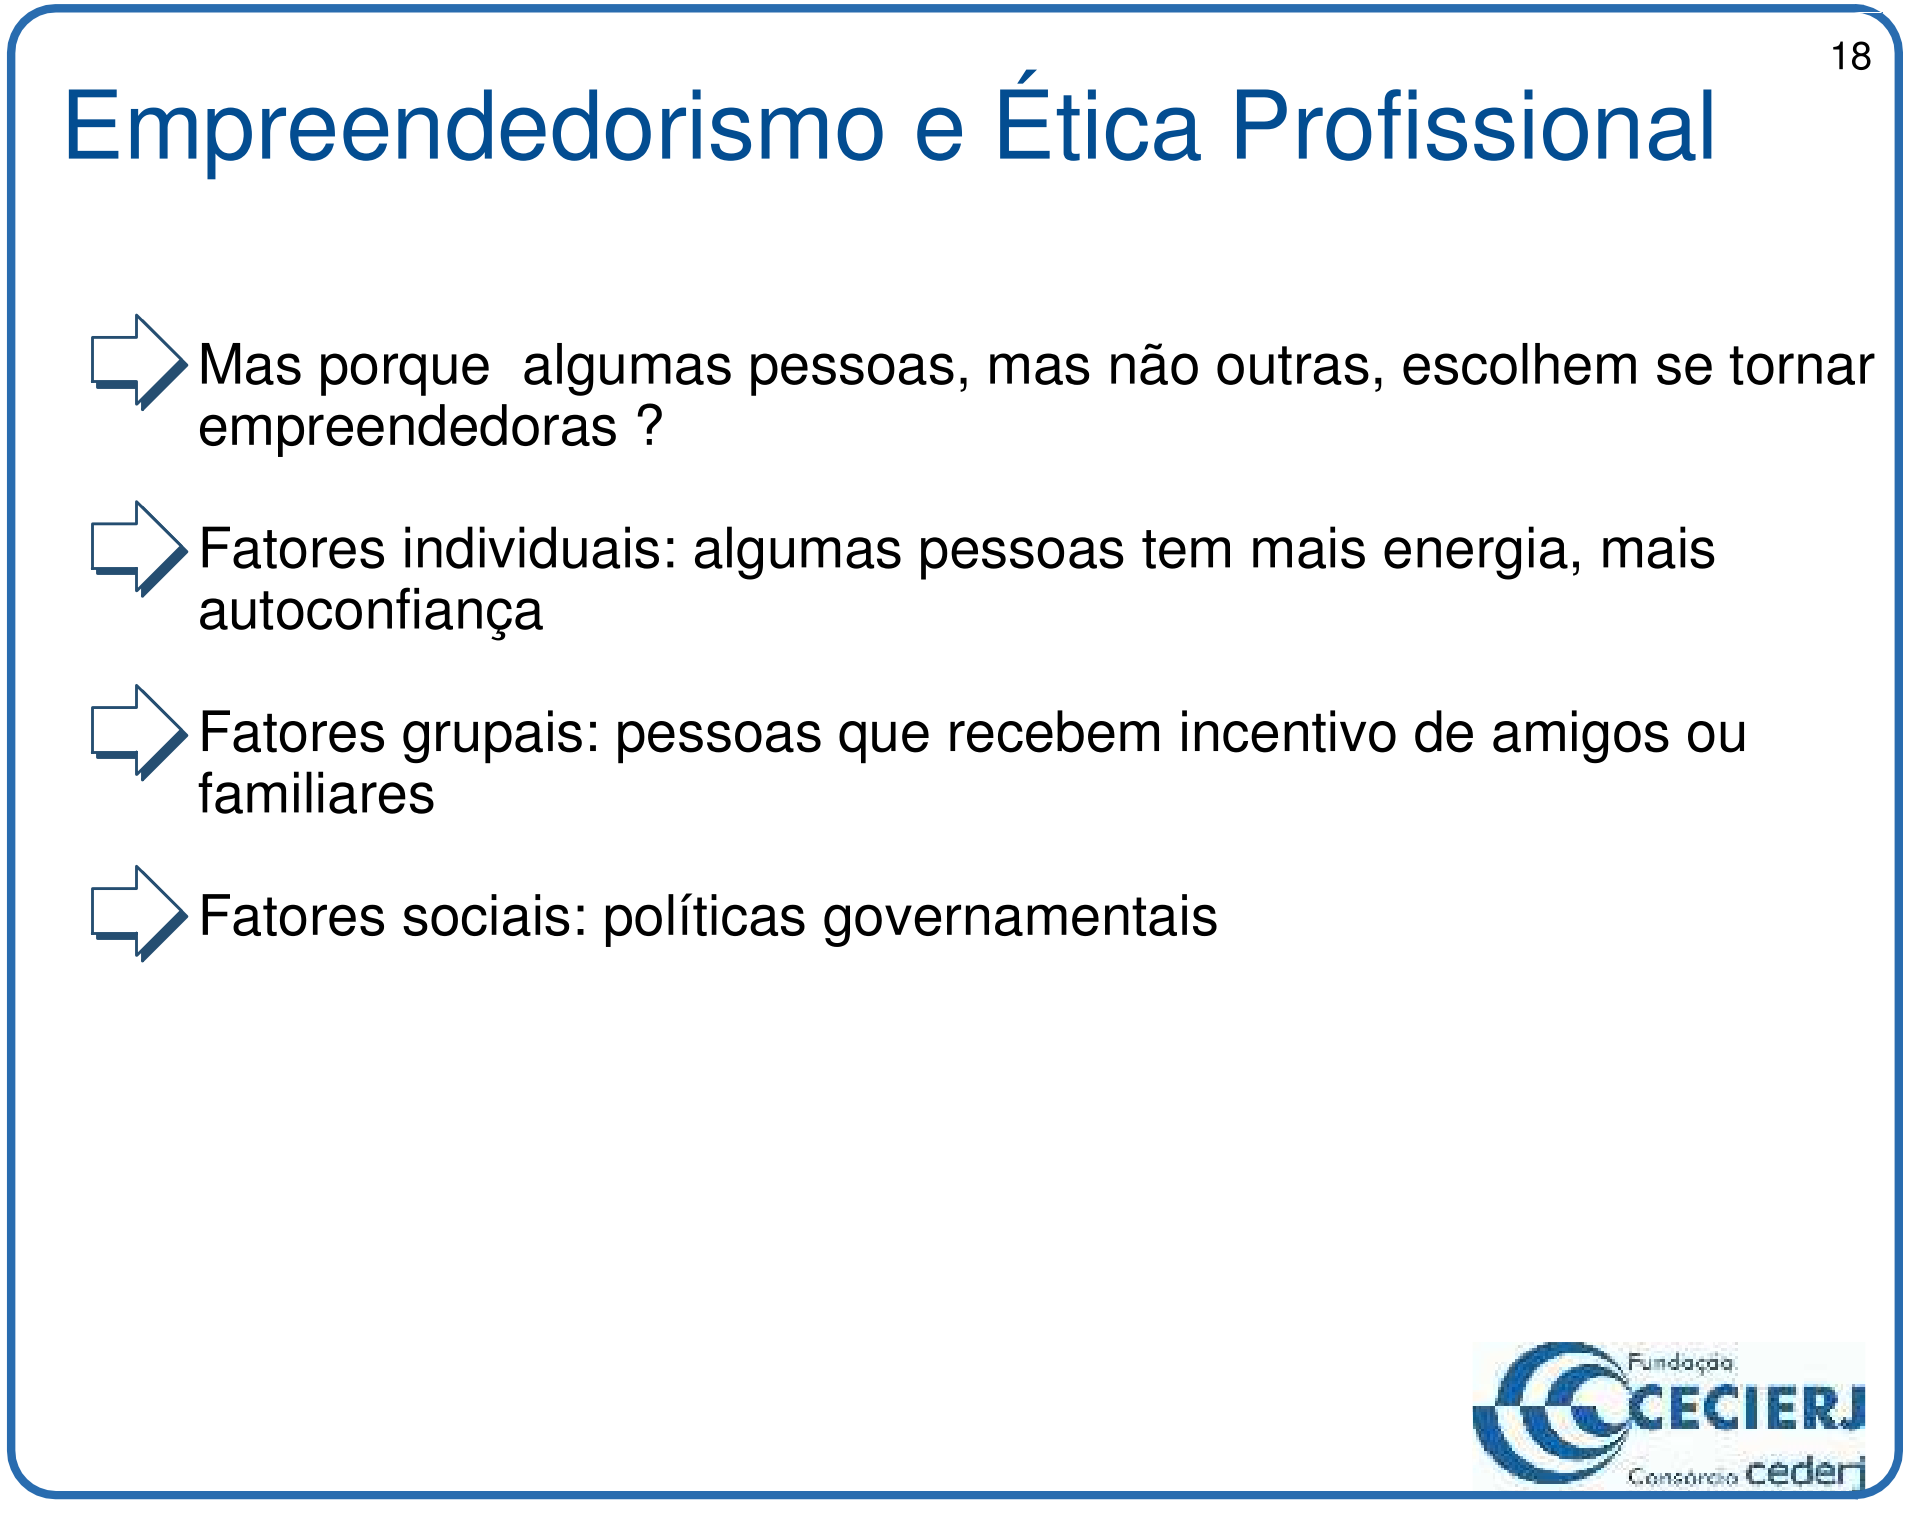 18
Empreendedorismo e Ética Profissional
Mas porque  algumas pessoas, mas não outras, escolhem se tornar
empreendedoras ?
Fatores individuais: algumas pessoas tem mais energia, mais
autoconfiança
Fatores grupais: pessoas que recebem incentivo de amigos ou
familiares
Fatores sociais: políticas governamentais
Fundação
CECIERJ
Consórcio cederj